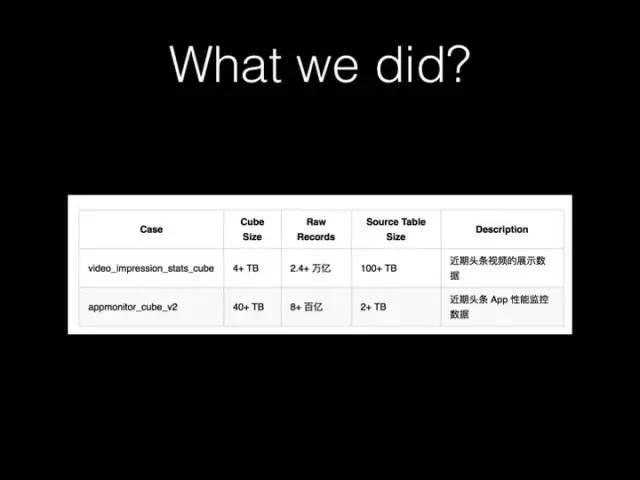 What we did?
Case
Cube
Size
Raw
Records
Source Table
Size
Description
video_impression_stats_cube
4+ TB
2.4+ 万亿
100+ TB
近期头条视频的展示数
据
appmonitor_cube_v2
40+ TB
8+ 百亿
2+ TB
近期头条 App 性能监控
数据